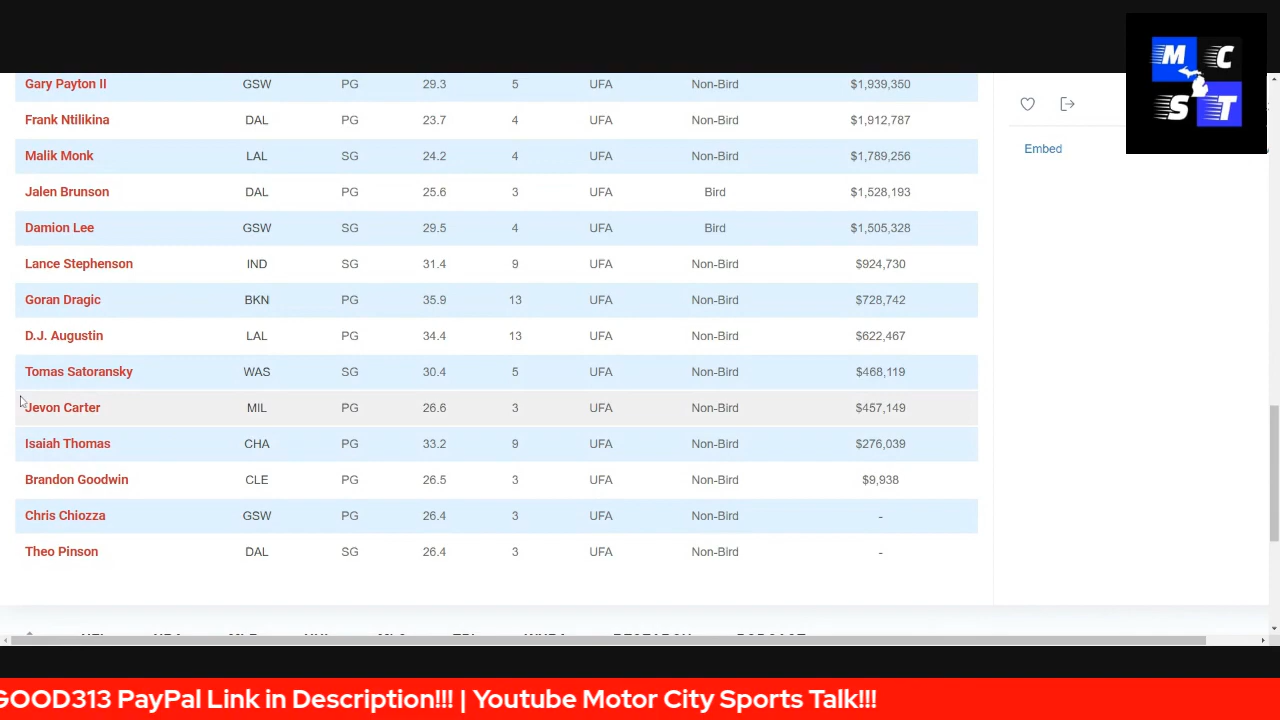 M C
S T
Gary Payton II GSW PG 29.3 5 UFA Non-Bird $1,939,350
Frank Ntilikina DAL PG 23.7 4 UFA Non-Bird $1,912,787
Malik Monk LAL SG 24.2 4 UFA Non-Bird $1,789,256
Embed
Jalen Brunson DAL PG 25.6 3 UFA Bird $1,528,193
Damion Lee GSW SG 29.5 4 UFA Bird $1,505,328
Lance Stephenson IND SG 31.4 9 UFA Non-Bird $924,730
Goran Dragic BKN PG 35.9 13 UFA Non-Bird $728,742
D.J. Augustin LAL PG 34.4 13 UFA Non-Bird $622,467
Tomas Satoransky WAS SG 30.4 5 UFA Non-Bird $468,119
Jevon Carter MIL PG 26.6 3 UFA Non-Bird $457,149
Isaiah Thomas CHA PG 33.2 9 UFA Non-Bird $276,039
Brandon Goodwin CLE PG 26.5 3 UFA Non-Bird $9,938
Chris Chiozza GSW PG 26.4 3 UFA Non-Bird -
Theo Pinson DAL SG 26.4 3 UFA Non-Bird -
GOOD313 PayPal Link in Description!!! | Youtube Motor City Sports Talk!!!